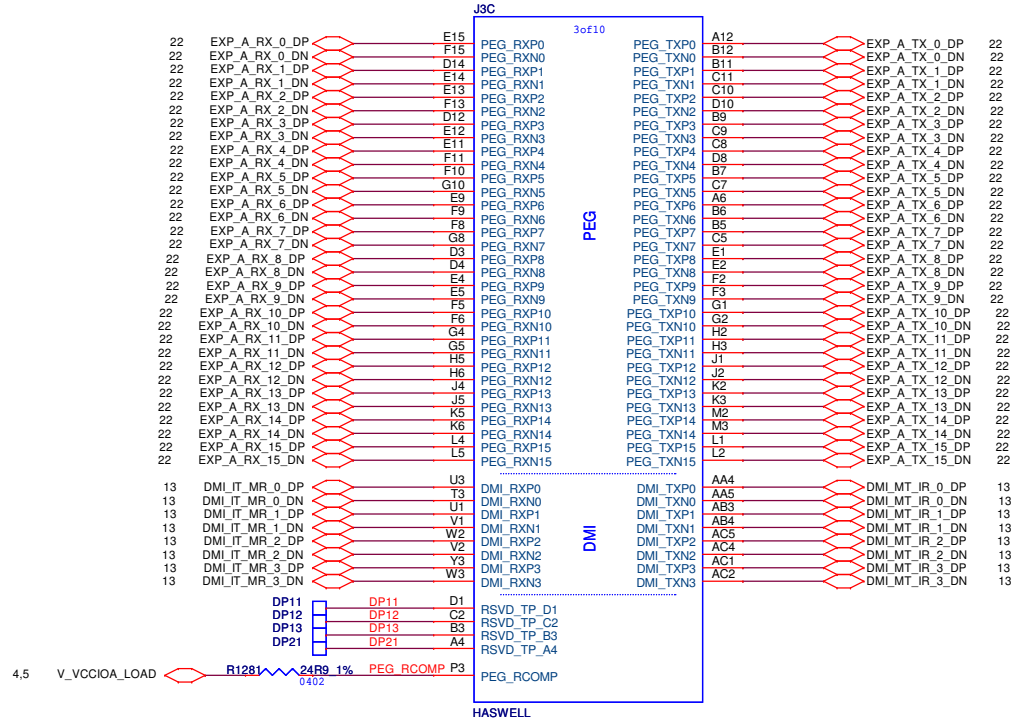 J3C
3of10
22 EXP_A_RX_0_DP E15 PEG_RXP0 PEG_TXP0 A12 EXP_A_TX_0_DP 22
22 EXP_A_RX_0_DN F15 PEG_RXN0 PEG_TXN0 B12 EXP_A_TX_0_DN 22
22 EXP_A_RX_1_DP D14 PEG_RXP1 PEG_TXP1 B11 EXP_A_TX_1_DP 22
22 EXP_A_RX_1_DN E14 PEG_RXN1 PEG_TXN1 C11 EXP_A_TX_1_DN 22
22 EXP_A_RX_2_DP E13 PEG_RXP2 PEG_TXP2 C10 EXP_A_TX_2_DP 22
22 EXP_A_RX_2_DN F13 PEG_RXN2 PEG_TXN2 D10 EXP_A_TX_2_DN 22
22 EXP_A_RX_3_DP D12 PEG_RXP3 PEG_TXP3 B9 EXP_A_TX_3_DP 22
22 EXP_A_RX_3_DN E12 PEG_RXN3 PEG_TXN3 C9 EXP_A_TX_3_DN 22
22 EXP_A_RX_4_DP E11 PEG_RXP4 PEG_TXP4 C8 EXP_A_TX_4_DP 22
22 EXP_A_RX_4_DN F11 PEG_RXN4 PEG_TXN4 D8 EXP_A_TX_4_DN 22
22 EXP_A_RX_5_DP F10 PEG_RXP5 PEG_TXP5 B7 EXP_A_TX_5_DP 22
22 EXP_A_RX_5_DN G10 PEG_RXN5 PEG_TXN5 C7 EXP_A_TX_5_DN 22
22 EXP_A_RX_6_DP E9 PEG_RXP6 PEG_TXP6 A6 EXP_A_TX_6_DP 22
22 EXP_A_RX_6_DN F9 PEG_RXN6 PEG_TXN6 B6 EXP_A_TX_6_DN 22
22 EXP_A_RX_7_DP F8 PEG_RXP7 PEG_TXP7 B5 EXP_A_TX_7_DP 22
22 EXP_A_RX_7_DN G8 PEG_RXN7 PEG_TXN7 C5 EXP_A_TX_7_DN 22
22 EXP_A_RX_8_DP D3 PEG_RXP8 PEG_TXP8 E1 EXP_A_TX_8_DP 22
22 EXP_A_RX_8_DN D4 PEG_RXN8 PEG_TXN8 E2 EXP_A_TX_8_DN 22
22 EXP_A_RX_9_DP E4 PEG_RXP9 PEG_TXP9 F2 EXP_A_TX_9_DP 22
22 EXP_A_RX_9_DN E5 PEG_RXN9 PEG_TXN9 F3 EXP_A_TX_9_DN 22
22 EXP_A_RX_10_DP F5 PEG_RXP10 PEG_TXP10 G1 EXP_A_TX_10_DP 22
22 EXP_A_RX_10_DN F6 PEG_RXN10 PEG_TXN10 G2 EXP_A_TX_10_DN 22
22 EXP_A_RX_11_DP G4 PEG_RXP11 PEG_TXP11 H2 EXP_A_TX_11_DP 22
22 EXP_A_RX_11_DN G5 PEG_RXN11 PEG_TXN11 H3 EXP_A_TX_11_DN 22
22 EXP_A_RX_12_DP H5 PEG_RXP12 PEG_TXP12 J1 EXP_A_TX_12_DP 22
22 EXP_A_RX_12_DN H6 PEG_RXN12 PEG_TXN12 J2 EXP_A_TX_12_DN 22
22 EXP_A_RX_13_DP J4 PEG_RXP13 PEG_TXP13 K2 EXP_A_TX_13_DP 22
22 EXP_A_RX_13_DN J5 PEG_RXN13 PEG_TXN13 K3 EXP_A_TX_13_DN 22
22 EXP_A_RX_14_DP K5 PEG_RXP14 PEG_TXP14 M2 EXP_A_TX_14_DP 22
22 EXP_A_RX_14_DN K6 PEG_RXN14 PEG_TXN14 M3 EXP_A_TX_14_DN 22
22 EXP_A_RX_15_DP L4 PEG_RXP15 PEG_TXP15 L1 EXP_A_TX_15_DP 22
22 EXP_A_RX_15_DN L5 PEG_RXN15 PEG_TXN15 L2 EXP_A_TX_15_DN 22
PEG
13 DMI_IT_MR_0_DP U3 DMI_RXP0 DMI_TXP0 AA4 DMI_MT_IR_0_DP 13
13 DMI_IT_MR_0_DN T3 DMI_RXN0 DMI_TXN0 AA5 DMI_MT_IR_0_DN 13
13 DMI_IT_MR_1_DP U1 DMI_RXP1 DMI_TXP1 AB3 DMI_MT_IR_1_DP 13
13 DMI_IT_MR_1_DN V1 DMI_RXN1 DMI_TXN1 AB4 DMI_MT_IR_1_DN 13
13 DMI_IT_MR_2_DP W2 DMI_RXP2 DMI_TXP2 AC5 DMI_MT_IR_2_DP 13
13 DMI_IT_MR_2_DN V2 DMI_RXN2 DMI_TXN2 AC4 DMI_MT_IR_2_DN 13
13 DMI_IT_MR_3_DP Y3 DMI_RXP3 DMI_TXP3 AC1 DMI_MT_IR_3_DP 13
13 DMI_IT_MR_3_DN W3 DMI_RXN3 DMI_TXN3 AC2 DMI_MT_IR_3_DN 13
DMI
DP11 DP11 D1 RSVD_TP_D1
DP12 DP12 C2 RSVD_TP_C2
DP13 DP13 B3 RSVD_TP_B3
DP21 DP21 A4 RSVD_TP_A4
4,5 V_VCCIOA_LOAD R1281 24R9_1% PEG_RCOMP P3 PEG_RCOMP
0402
HASWELL